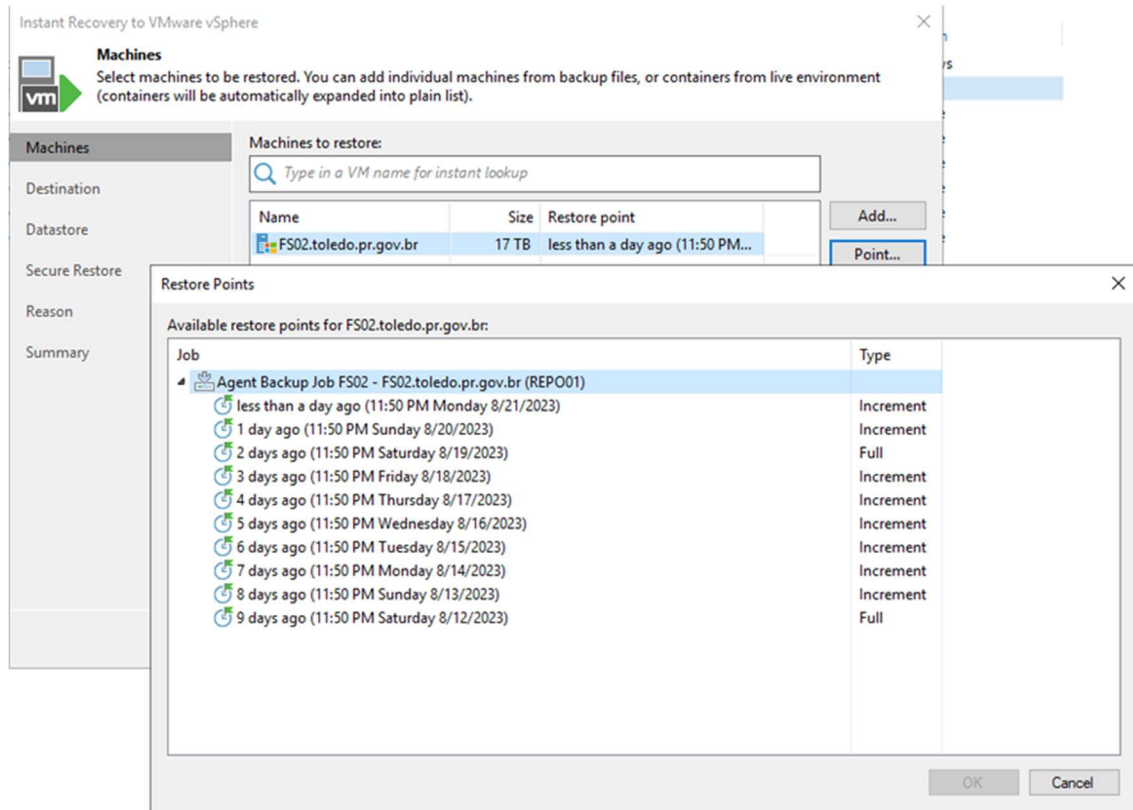 Instant Recovery to VMware vSphere
Machines
Select machines to be restored. You can add individual machines from backup files, or containers from live environment
(containers will be automatically expanded into plain list).
vm
Machines
Destination
Datastore
Secure Restore
Reason
Summary
Machines to restore:
Type in a VM name for instant lookup
Name Size Restore point
FS02.toledo.pr.gov.br 17 TB less than a day ago (11:50 PM...
Add...
Point...
Restore Points
Available restore points for FS02.toledo.pr.gov.br:
Job Type
Agent Backup Job FS02 - FS02.toledo.pr.gov.br (REPO01)
less than a day ago (11:50 PM Monday 8/21/2023) Increment
1 day ago (11:50 PM Sunday 8/20/2023) Increment
2 days ago (11:50 PM Saturday 8/19/2023) Full
3 days ago (11:50 PM Friday 8/18/2023) Increment
4 days ago (11:50 PM Thursday 8/17/2023) Increment
5 days ago (11:50 PM Wednesday 8/16/2023) Increment
6 days ago (11:50 PM Tuesday 8/15/2023) Increment
7 days ago (11:50 PM Monday 8/14/2023) Increment
8 days ago (11:50 PM Sunday 8/13/2023) Increment
9 days ago (11:50 PM Saturday 8/12/2023) Full
OK Cancel